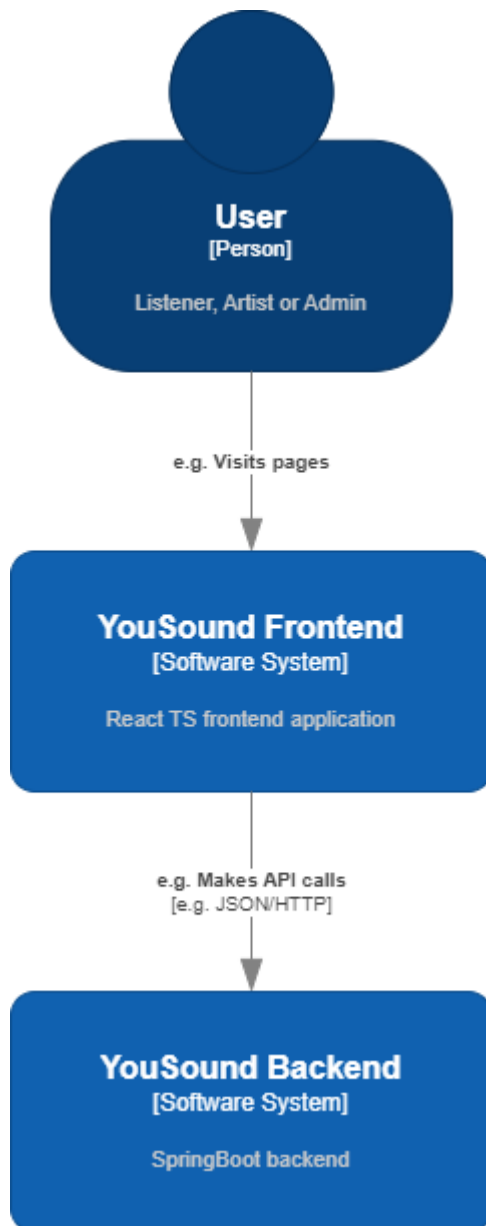 User
[Person]
Listener, Artist or Admin
e.g. Visits pages
YouSound Frontend
[Software System]
React TS frontend application
e.g. Makes API calls
[e.g. JSON/HTTP]
YouSound Backend
[Software System]
SpringBoot backend